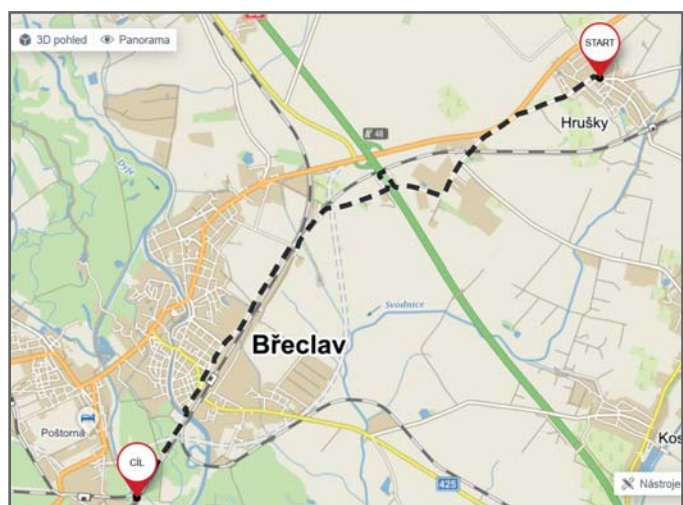 3D pohled
Panorama
START
Hrušky
48
Dyje
Svodnice
Břeclav
Poštorná
CÍL
425
Kos
Nástroje